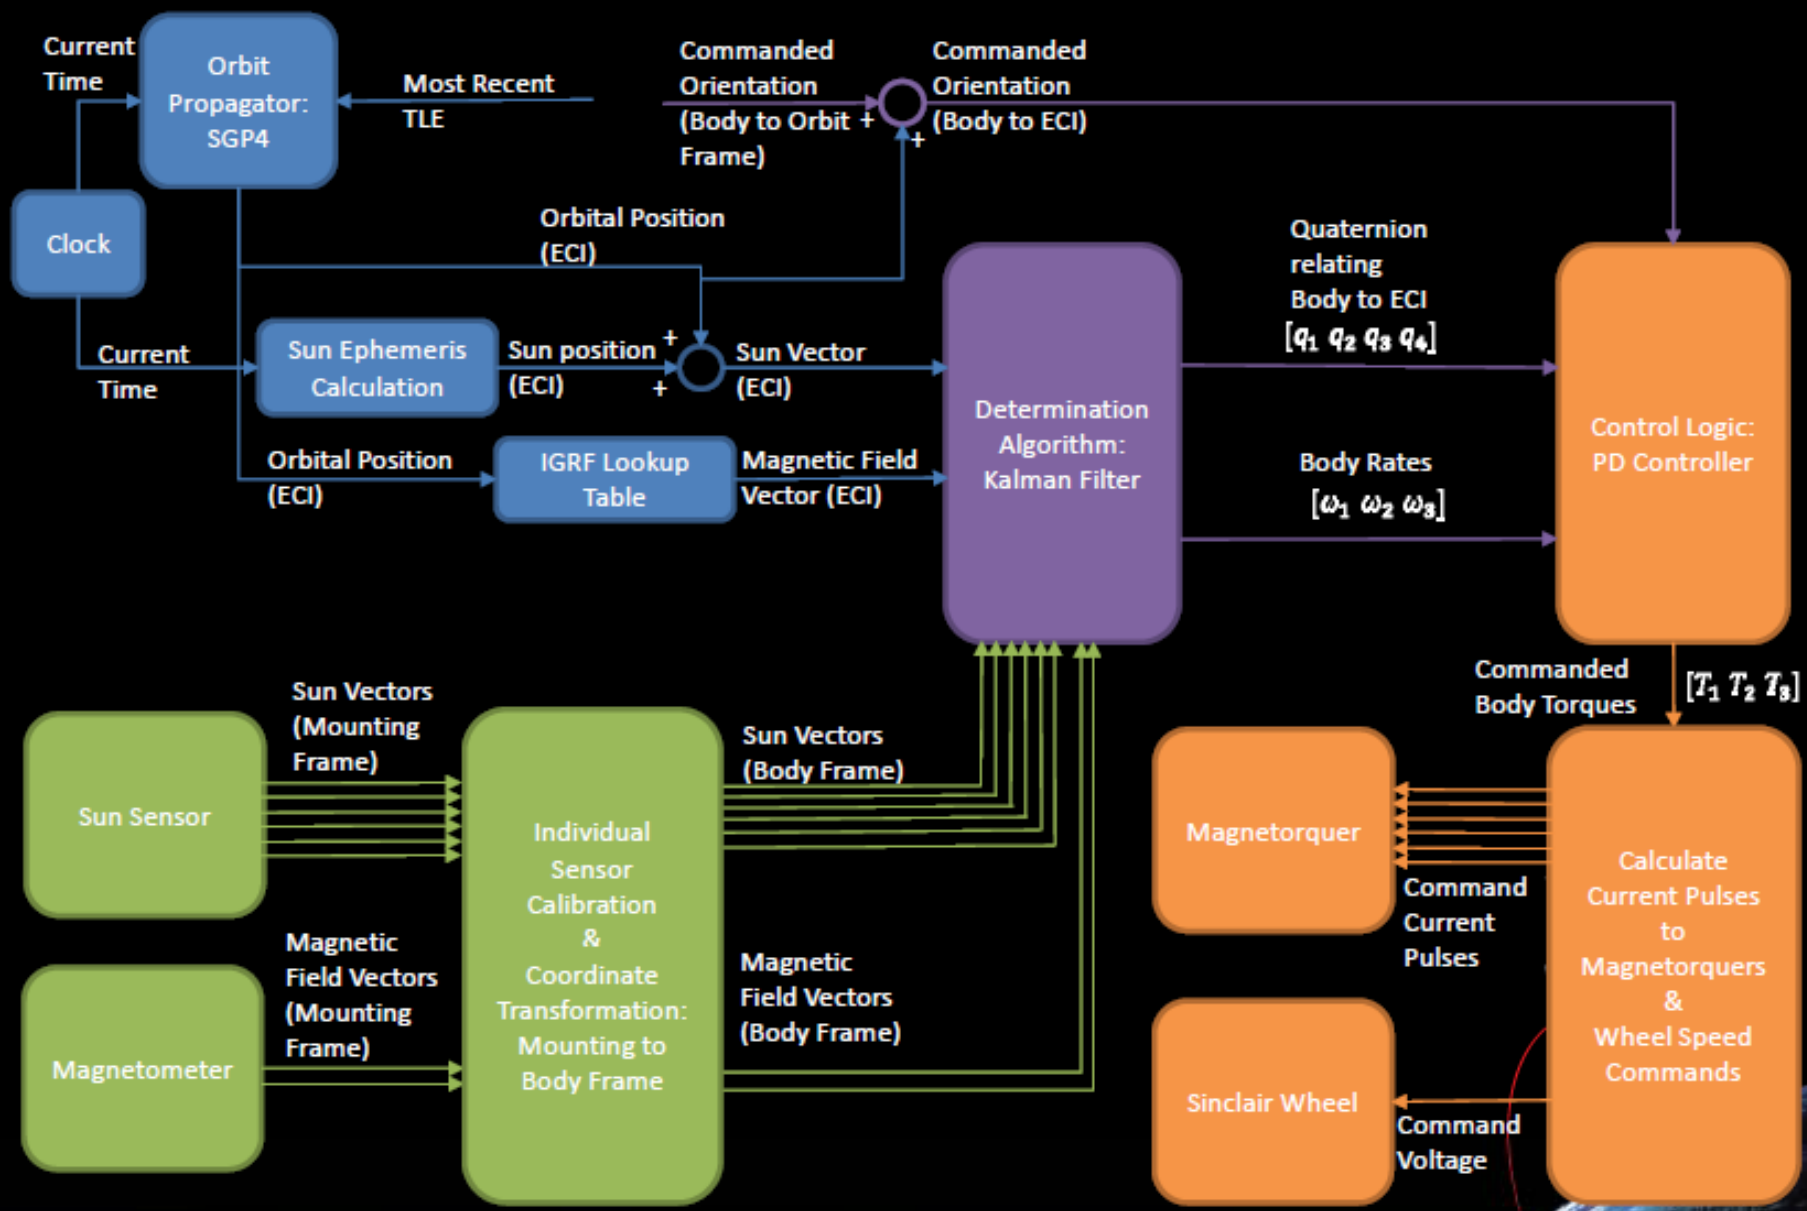 Current
Time
Orbit
Propagator:
SGP4
Most Recent
TLE
Commanded
Orientation
(Body to Orbit
Frame)
+
+
Commanded
Orientation
(Body to ECI)
Clock
Orbital Position
(ECI)
Quaternion
relating
Body to ECI
[q₁ q₂ q₃ q₄]
Current
Time
Sun Ephemeris
Calculation
Sun position
(ECI)
+
+
Sun Vector
(ECI)
Orbital Position
(ECI)
IGRF Lookup
Table
Magnetic Field
Vector (ECI)
Determination
Algorithm:
Kalman Filter
Body Rates
[ω₁ ω₂ ω₃]
Control Logic:
PD Controller
Commanded
Body Torques
[T₁ T₂ T₃]
Sun Sensor
Sun Vectors
(Mounting
Frame)
Magnetometer
Magnetic
Field Vectors
(Mounting
Frame)
Individual
Sensor
Calibration
&
Coordinate
Transformation:
Mounting to
Body Frame
Sun Vectors
(Body Frame)
Magnetic
Field Vectors
(Body Frame)
Magnetorquer
Command
Current
Pulses
Sinclair Wheel
Command
Voltage
Calculate
Current Pulses
to
Magnetorquers
&
Wheel Speed
Commands